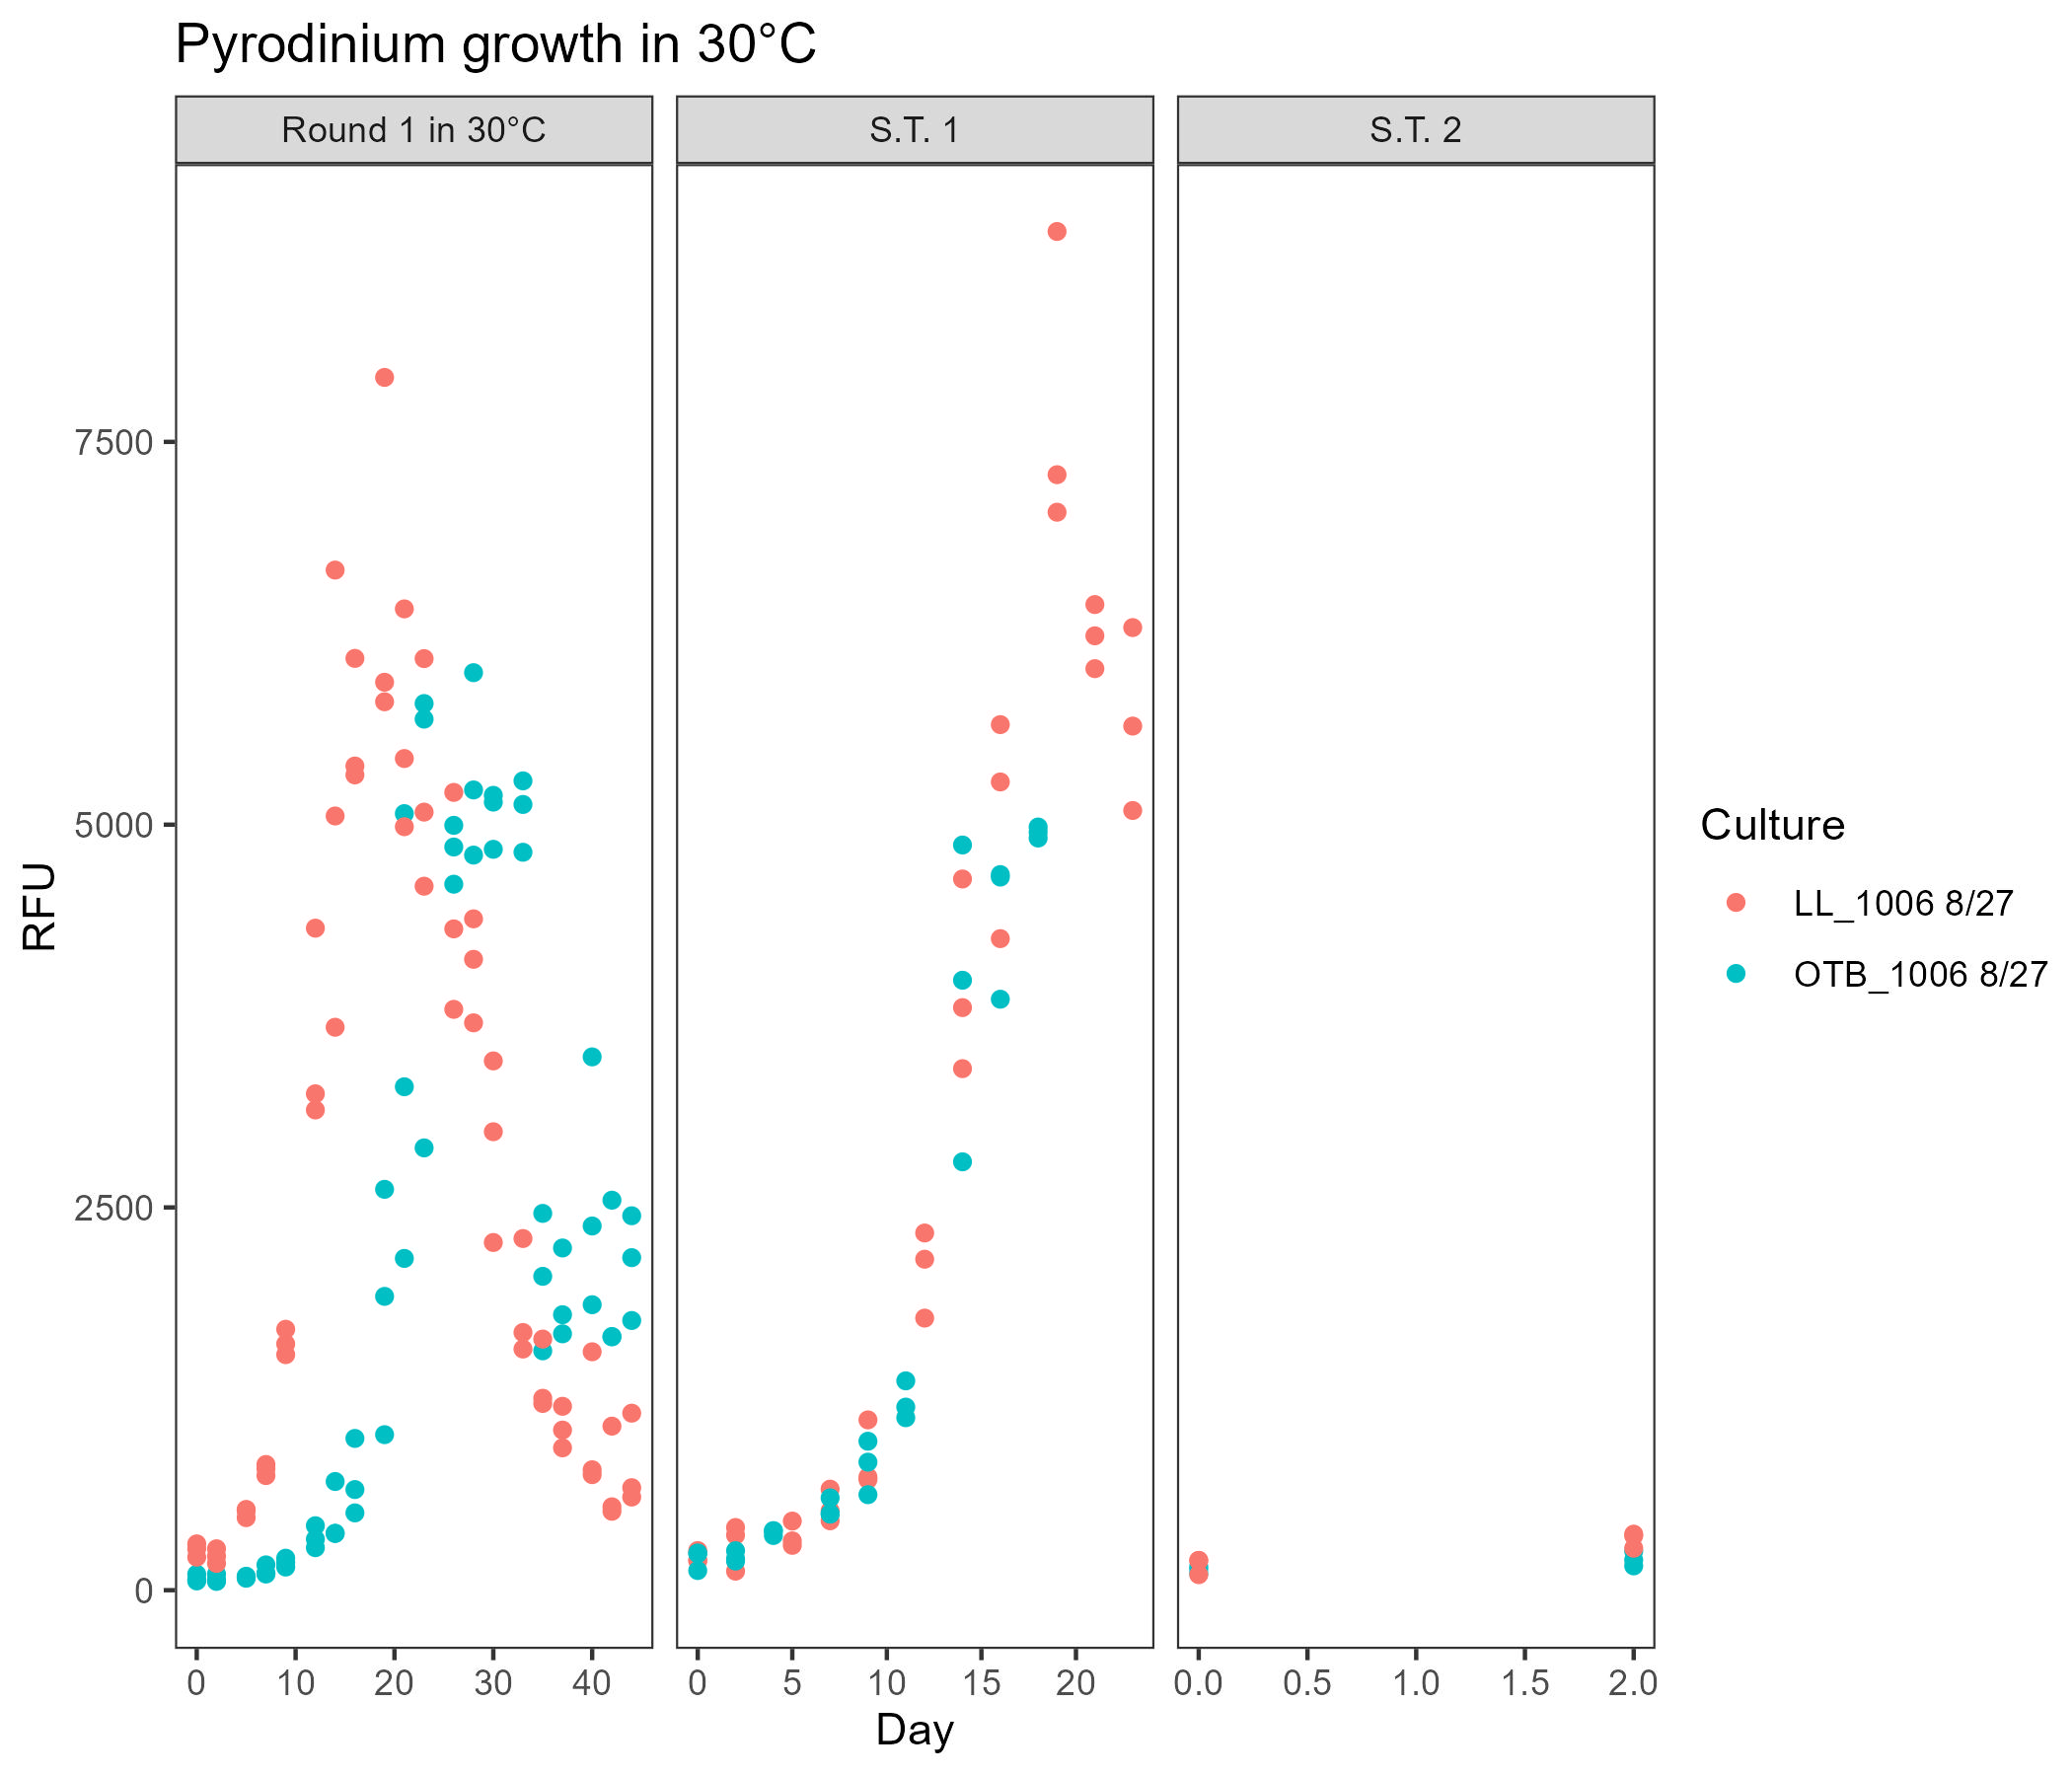 Pyrodinium growth in 30°C
Round 1 in 30°C
S.T. 1
S.T. 2
7500
5000
2500
0
RFU
0 10 20 30 40
0 5 10 15 20
0.0 0.5 1.0 1.5 2.0
Day
Culture
LL_1006 8/27
OTB_1006 8/27